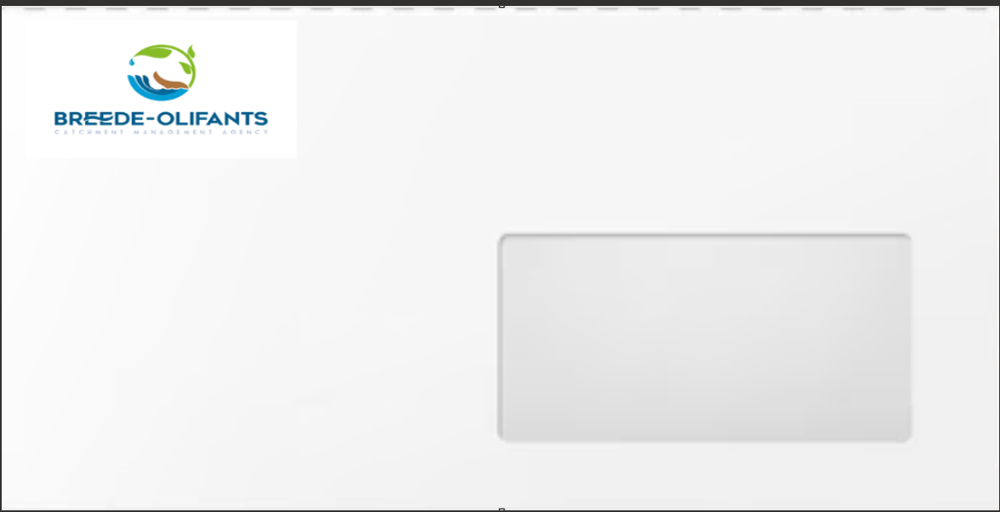 BREEDE-OLIFANTS
CATCHMENT MANAGEMENT AGENCY